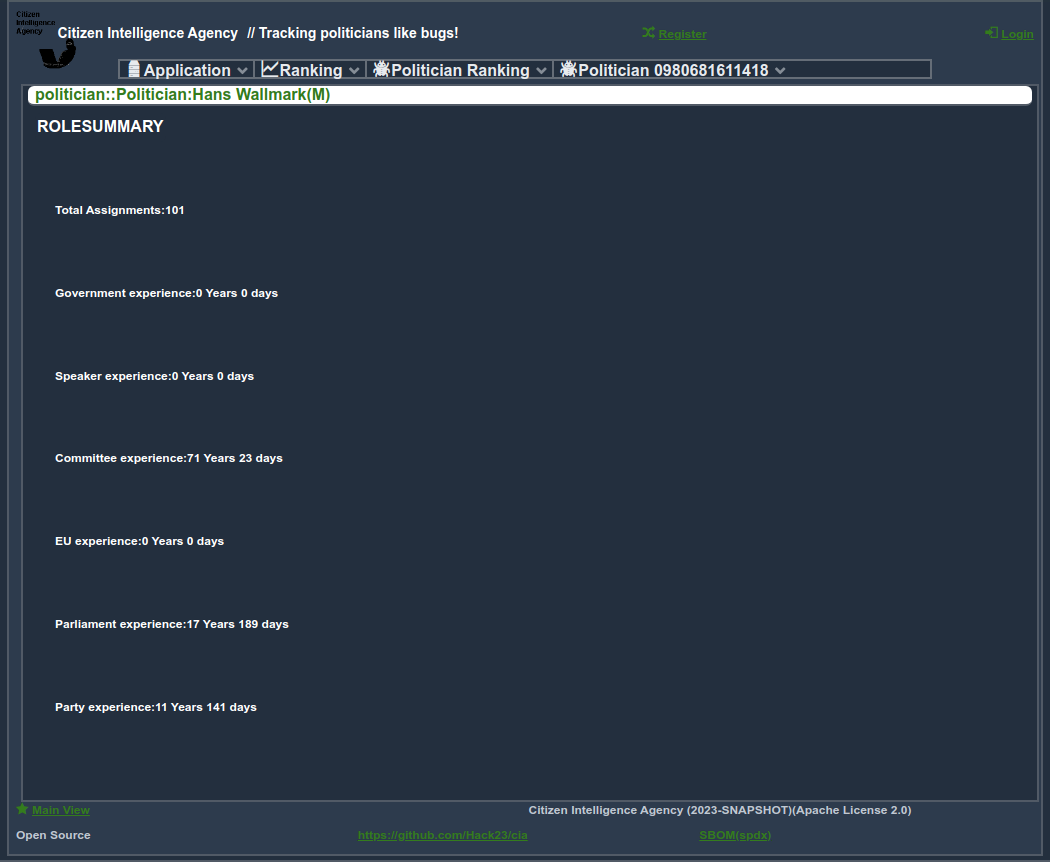 Citizen
Intelligence
Agency
Citizen Intelligence Agency // Tracking politicians like bugs!
Register
Login
Application
Ranking
Politician Ranking
Politician 0980681611418
politician::Politician:Hans Wallmark(M)
ROLESUMMARY
Total Assignments:101
Government experience:0 Years 0 days
Speaker experience:0 Years 0 days
Committee experience:71 Years 23 days
EU experience:0 Years 0 days
Parliament experience:17 Years 189 days
Party experience:11 Years 141 days
Main View
Citizen Intelligence Agency (2023-SNAPSHOT)(Apache License 2.0)
Open Source
https://github.com/Hack23/cia
SBOM(spdx)